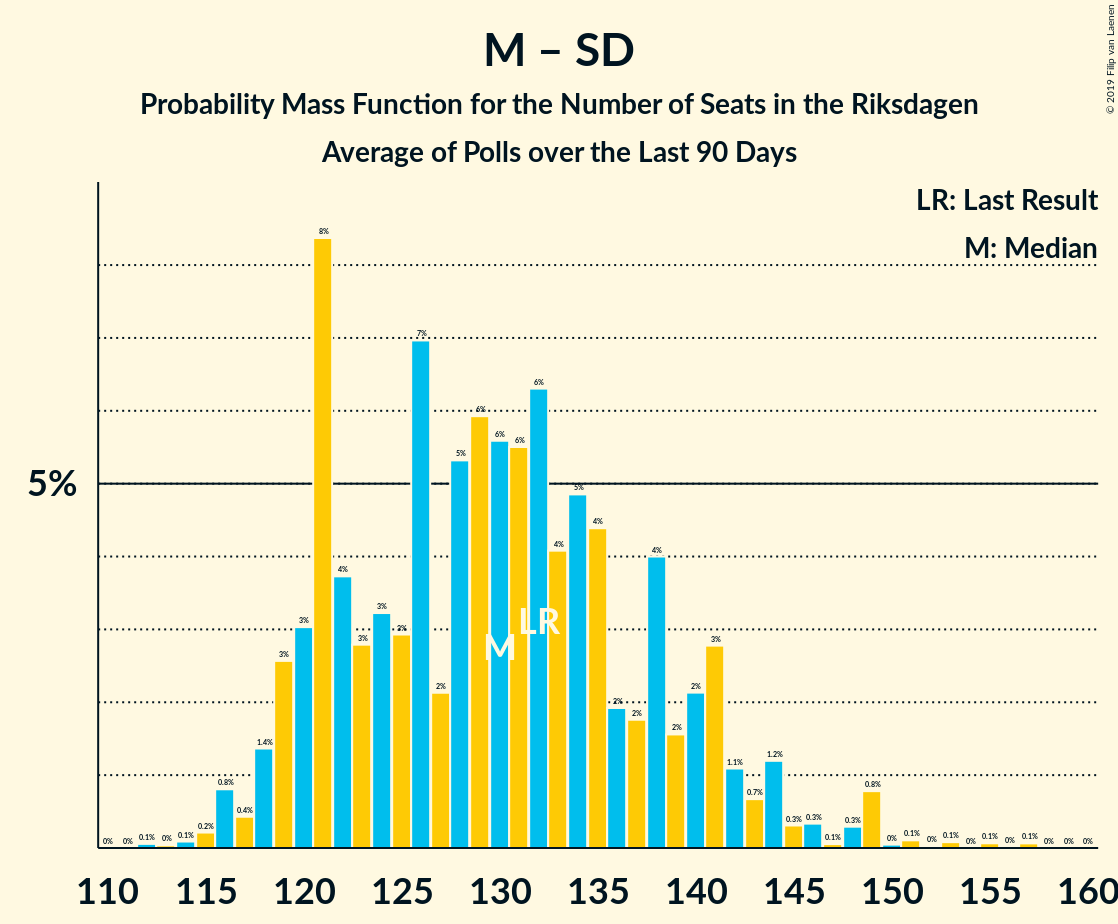 © 2019 Filip van Laenen
M – SD
Probability Mass Function for the Number of Seats in the Riksdagen
Average of Polls over the Last 90 Days
LR: Last Result
M: Median
5%
0% 0% 0.1% 0% 0.1% 0.2% 0.8% 0.4% 1.4% 3% 3% 8% 4% 3% 3% 3% 7% 2% 5% 6% 6% 6% 6% 4% 5% 4% 2% 2% 4% 2% 2% 3% 1.1% 0.7% 1.2% 0.3% 0.3% 0.1% 0.3% 0.8% 0% 0.1% 0% 0.1% 0% 0.1% 0% 0.1% 0% 0% 0%
LR
M
110 115 120 125 130 135 140 145 150 155 160